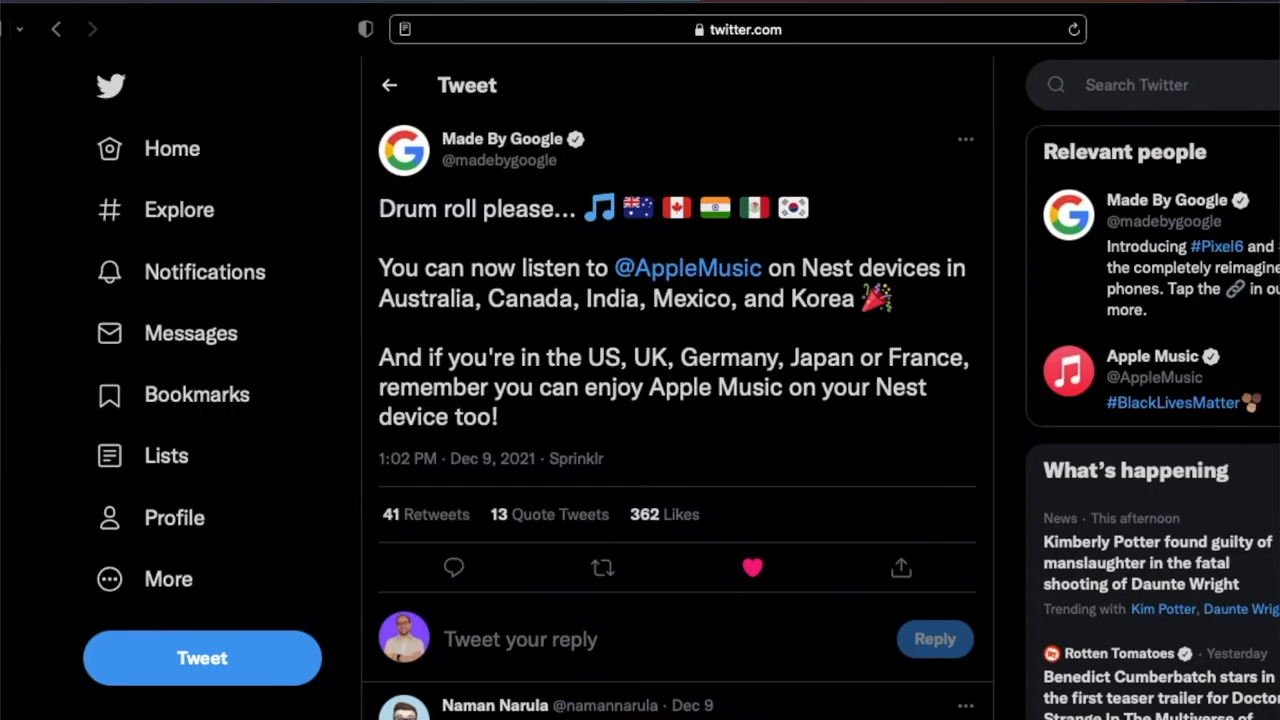 twitter.com
Home
Explore
Notifications
Messages
Bookmarks
Lists
Profile
More
Tweet
Tweet
Made By Google
@madebygoogle
Drum roll please... 🎵 🇦🇺 🇨🇦 🇮🇳 🇲🇽 🇰🇷
You can now listen to @AppleMusic on Nest devices in
Australia, Canada, India, Mexico, and Korea 🎉
And if you're in the US, UK, Germany, Japan or France,
remember you can enjoy Apple Music on your Nest
device too!
1:02 PM · Dec 9, 2021 · Sprinklr
41 Retweets 13 Quote Tweets 362 Likes
Tweet your reply
Reply
Naman Narula @namannarula · Dec 9
Search Twitter
Relevant people
Made By Google
@madebygoogle
Introducing #Pixel6 and
the completely reimagine
phones. Tap the 🔗 in ou
more.
Apple Music
@AppleMusic
#BlackLivesMatter
What's happening
News · This afternoon
Kimberly Potter found guilty of
manslaughter in the fatal
shooting of Daunte Wright
Trending with Kim Potter, Daunte Wrig
Rotten Tomatoes · Yesterday
Benedict Cumberbatch stars in
the first teaser trailer for Docto
Strange In The Multiverse of